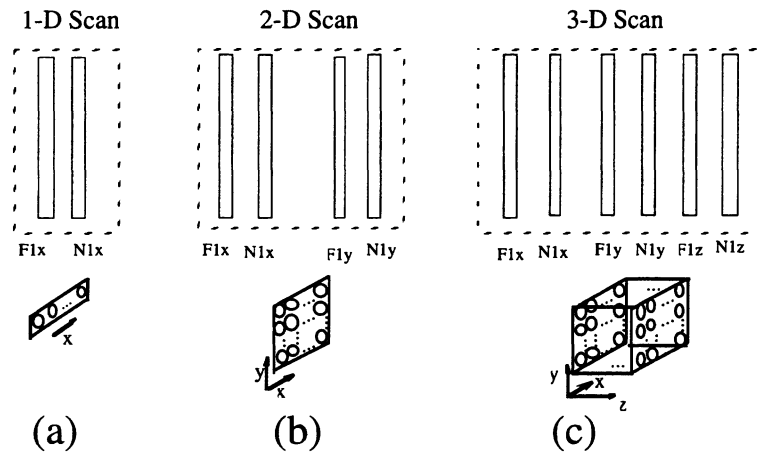 1-D Scan 2-D Scan 3-D Scan
F1x N1x F1x N1x F1y N1y F1x N1x F1y N1y F1z N1z
x y x y x z
(a) (b) (c)